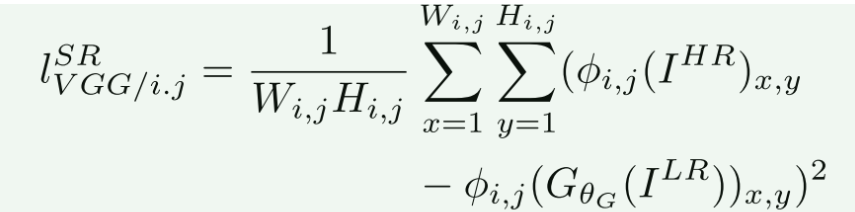 l^{SR}_{VGG/i.j} = \frac{1}{W_{i,j}H_{i,j}} \sum_{x=1}^{W_{i,j}} \sum_{y=1}^{H_{i,j}} (\phi_{i,j}(I^{HR})_{x,y}
- \phi_{i,j}(G_{\theta_G}(I^{LR}))_{x,y})^2